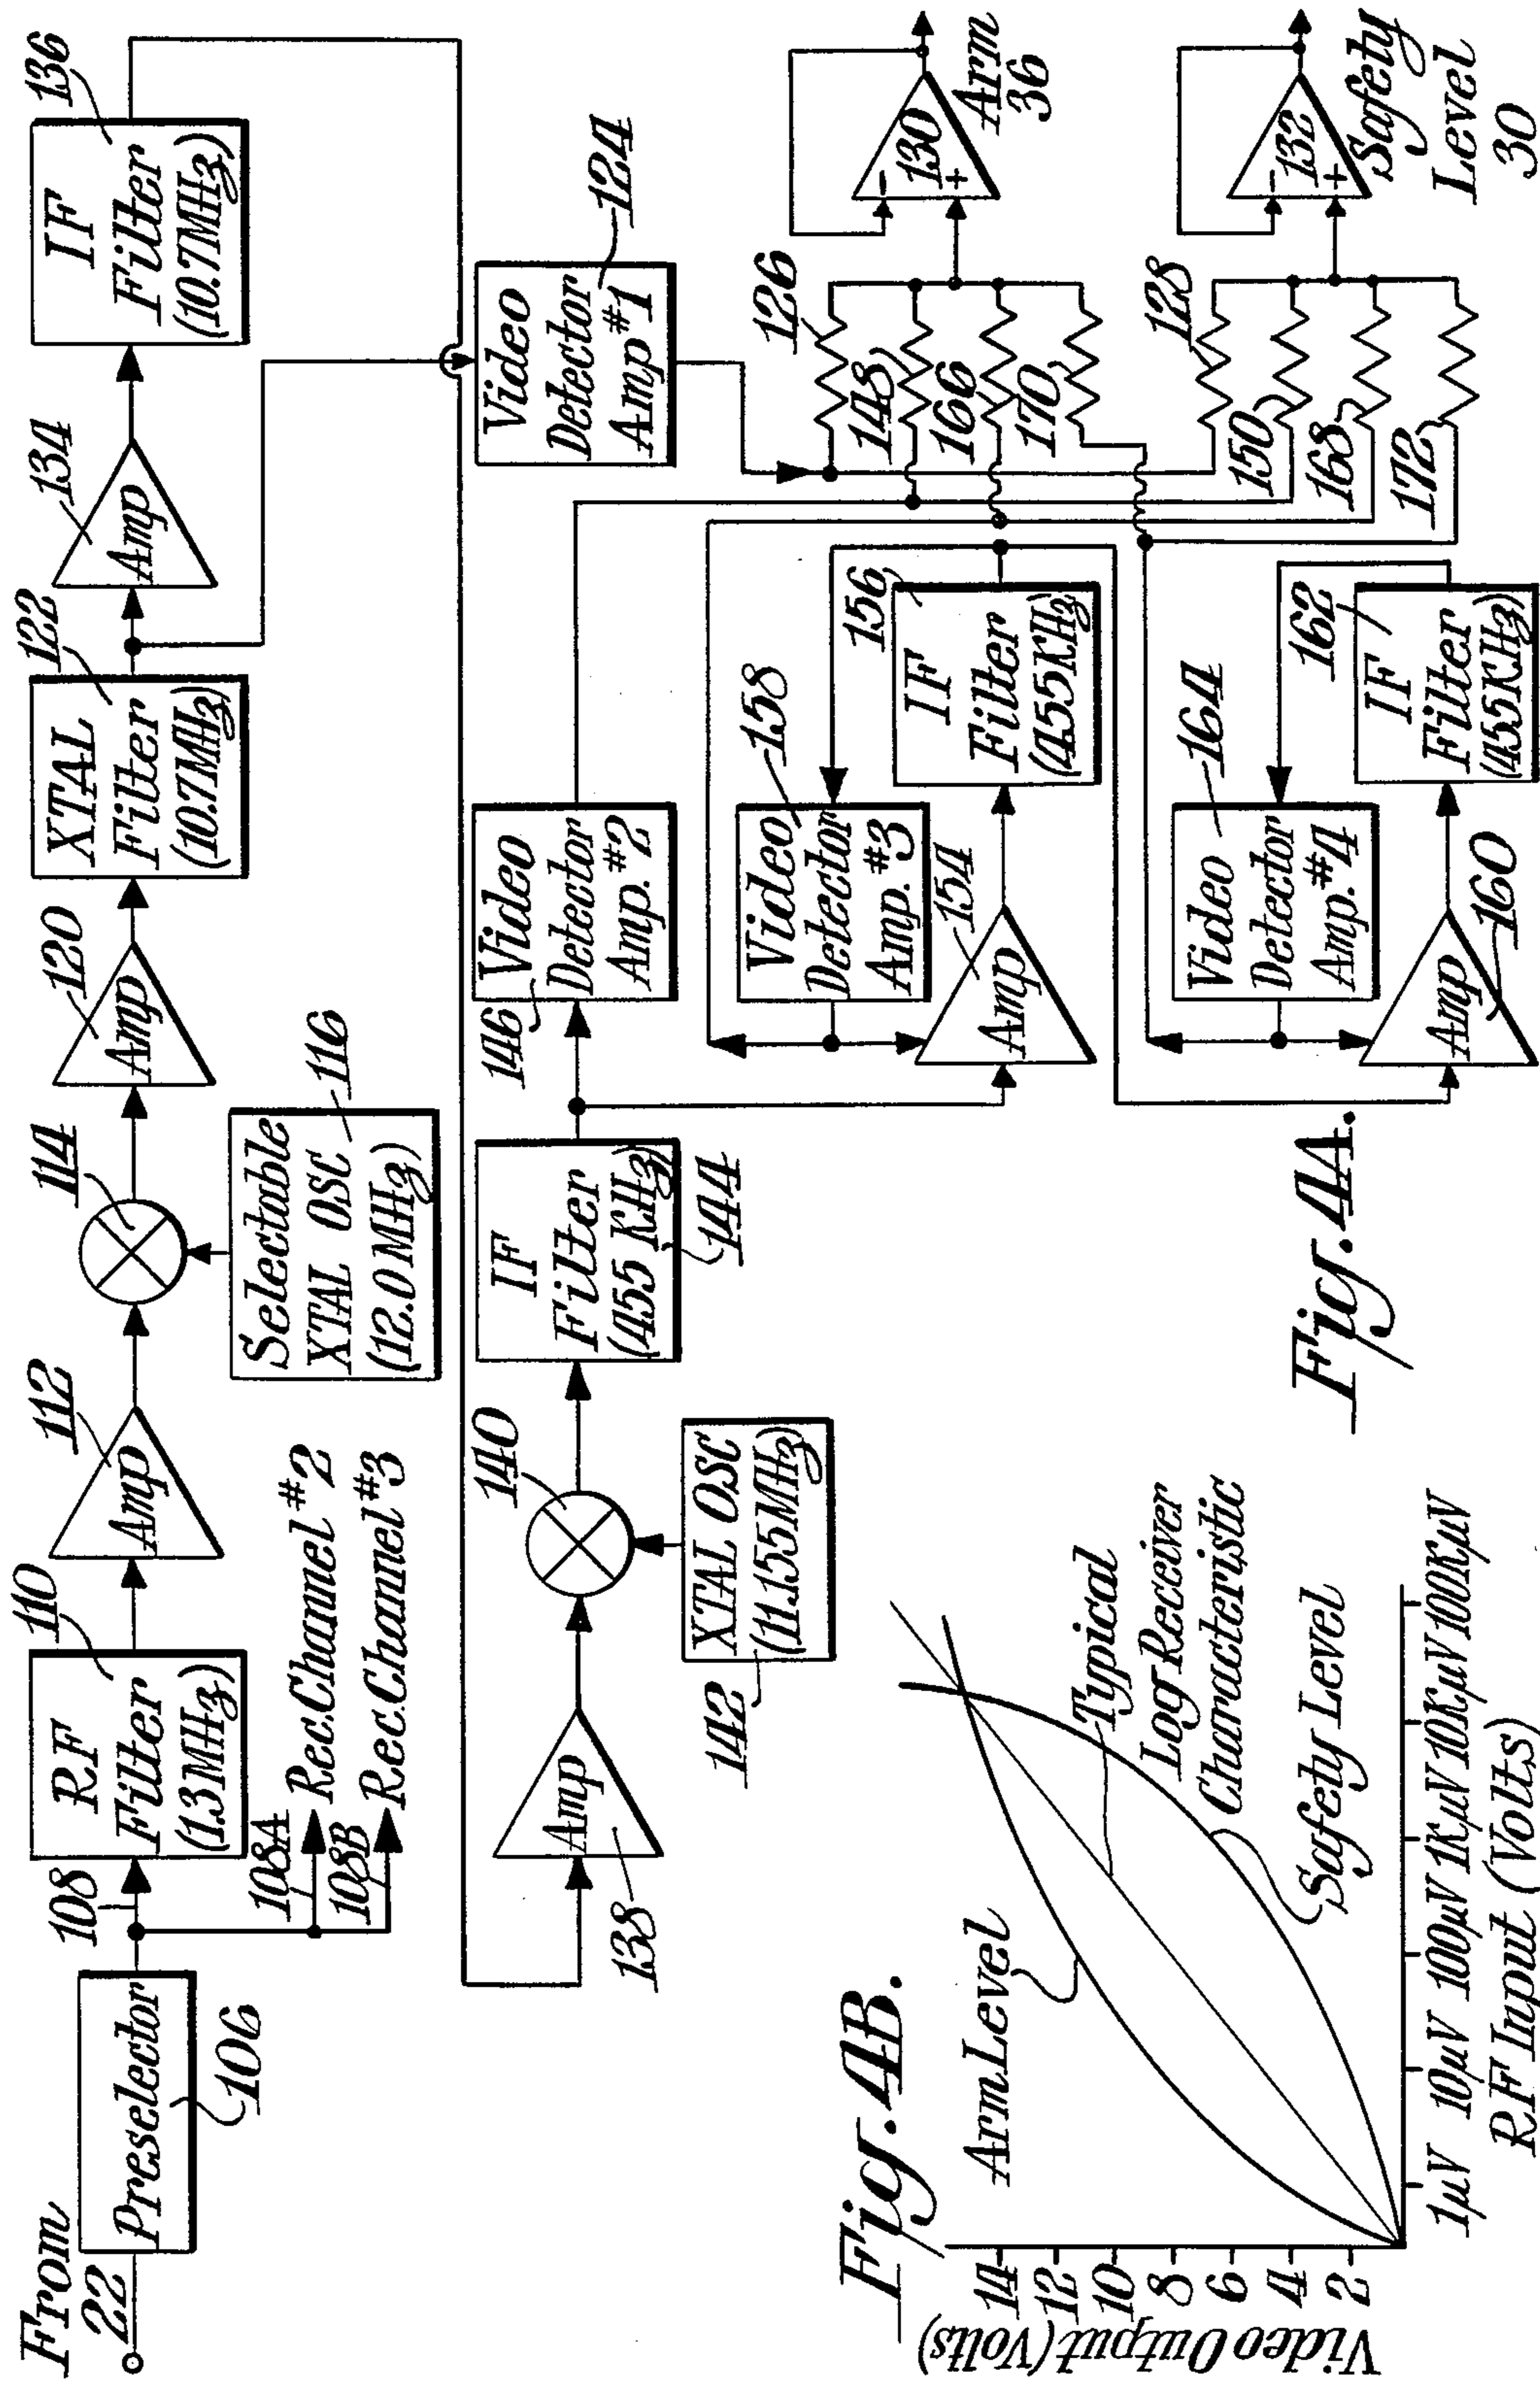 From
22
Preselector
106
108
R.F
Filter
(1.3MHz)
110
108A
108B
Rec.Channel #2
Rec.Channel #3
Amp
112
114
Selectable
XTAL OSC
(12.0 MHz)
116
Amp
120
XTAL
Filter
(10.7MHz)
122
Amp
134
IF
Filter
(10.7MHz)
136
Amp
138
140
XTAL OSC
(11.155MHz)
142
IF
Filter
(455 KHz)
144
146
Video
Detector
Amp. #2
Video
Detector
Amp #1
124
Video
Detector
Amp. #3
158
Amp
154
IF
Filter
(455KHz)
156
Video
Detector
Amp. #4
164
Amp
160
IF
Filter
(455KHz)
162
126
148
166
170
128
150
168
172
-
130
+
Arm
36
-
132
+
Safety
Level
30
Fig. 4A.
Fig. 4B.
Video Output (Volts)
14
12
10
8
6
4
2
Arm Level
Typical
Log Receiver
Characteristic
Safety Level
1µV 10µV 100µV 1KµV 10KµV 100KµV
R.F Input (Volts)